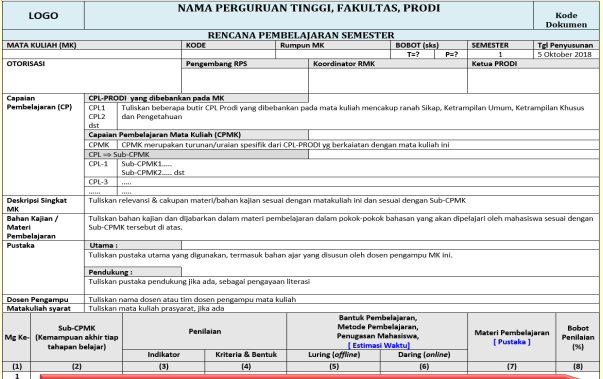 LOGO
NAMA PERGURUAN TINGGI, FAKULTAS, PRODI
Kode Dokumen
RENCANA PEMBELAJARAN SEMESTER
MATA KULIAH (MK) KODE Rumpun MK BOBOT (sks) SEMESTER Tgl Penyusunan
T=? P=? 1 5 Oktober 2018
OTORISASI Pengembang RPS Koordinator RMK Ketua PRODI
Capaian Pembelajaran (CP)
CPL-PRODI yang dibebankan pada MK
CPL1 Tuliskan beberapa butir CPL Prodi yang dibebankan pada mata kuliah mencakup ranah Sikap, Ketrampilan Umum, Ketrampilan Khusus
CPL2 dan Pengetahuan
dst
Capaian Pembelajaran Mata Kuliah (CPMK)
CPMK CPMK merupakan turunan/uraian spesifik dari CPL-PRODI yg berkaiatan dengan mata kuliah ini
CPL ⇒ Sub-CPMK
CPL-1 Sub-CPMK1.....
Sub-CPMK2..... dst
CPL-3 .....
...... .....
Deskripsi Singkat MK
Tuliskan relevansi & cakupan materi/bahan kajian sesuai dengan matakuliah ini dan sesuai dengan Sub-CPMK
Bahan Kajian / Materi Pembelajaran
Tuliskan bahan kajian dan dijabarkan dalam materi pembelajaran dalam pokok-pokok bahasan yang akan dipelajari oleh mahasiswa sesuai dengan
Sub-CPMK tersebut di atas.
Pustaka
Utama :
Tuliskan pustaka utama yang digunakan, termasuk bahan ajar yang disusun oleh dosen pengampu MK ini.
Pendukung :
Tuliskan pustaka pendukung jika ada, sebagai pengayaan literasi
Dosen Pengampu Tuliskan nama dosen atau tim dosen pengampu mata kuliah
Matakuliah syarat Tuliskan mata kuliah prasyarat, jika ada
Mg Ke-
Sub-CPMK
(Kemampuan akhir tiap
tahapan belajar)
Penilaian
Bantuk Pembelajaran,
Metode Pembelajaran,
Penugasan Mahasiswa,
[ Estimasi Waktu]
Materi Pembelajaran
[ Pustaka ]
Bobot
Penilaian
(%)
Indikator Kriteria & Bentuk Luring (offline) Daring (online)
(1) (2) (3) (4) (5) (6) (7) (8)
1